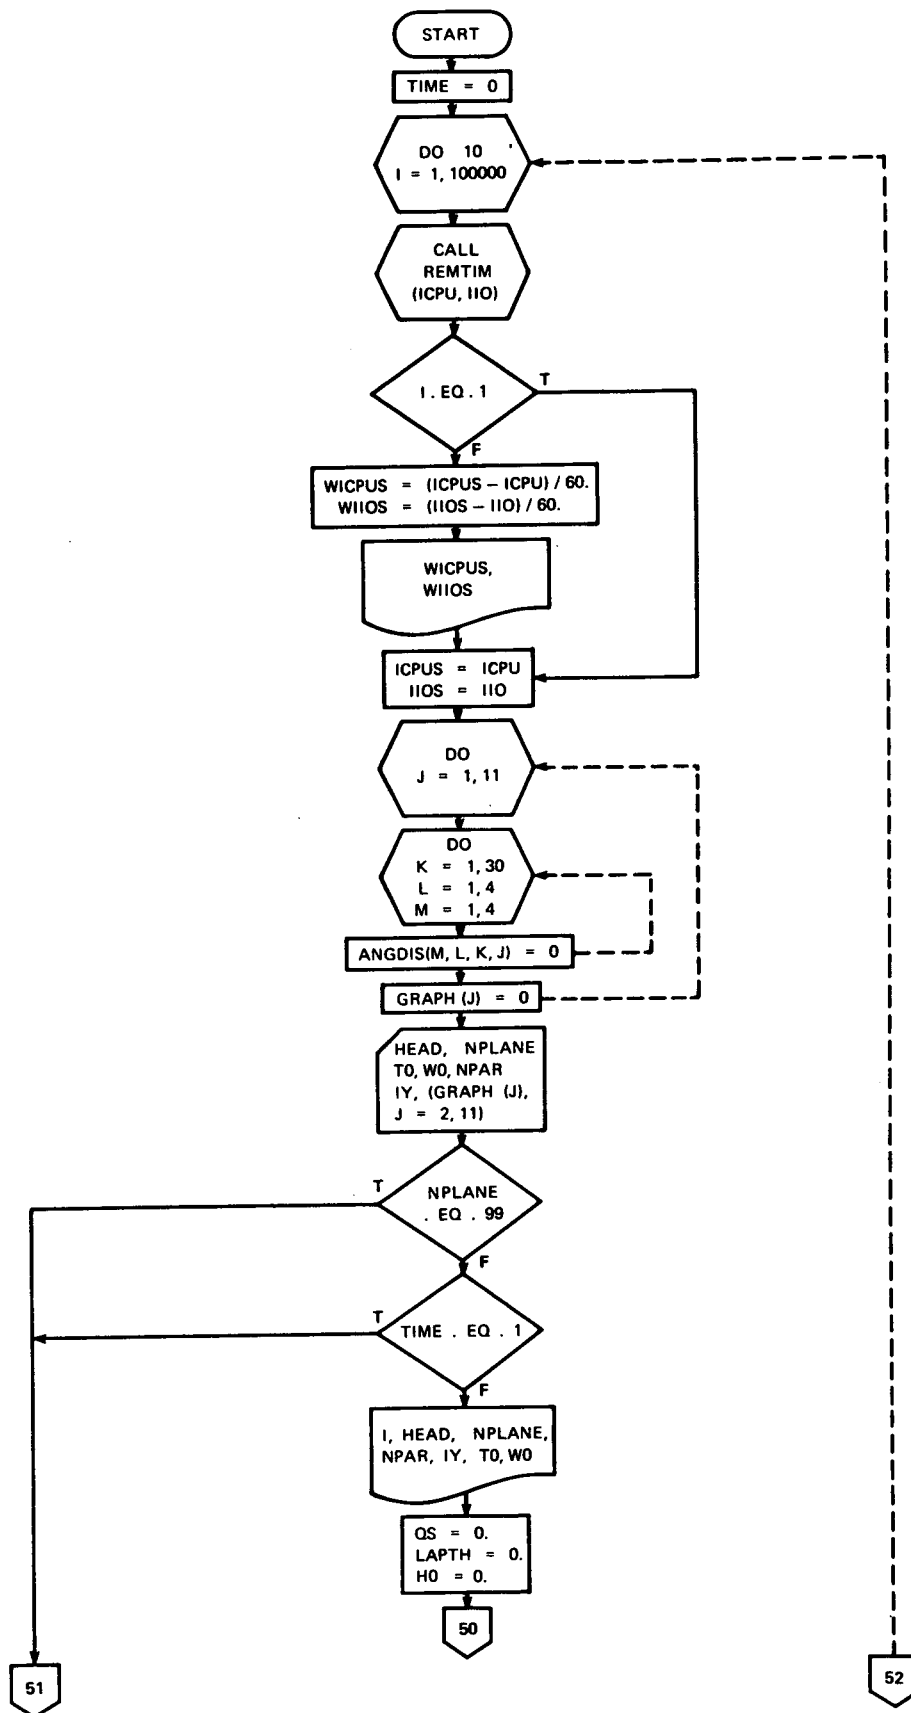 START
TIME = 0
DO 10
I = 1, 100000
CALL
REMTIM
(ICPU, IIO)
I . EQ . 1
T
F
WICPUS = (ICPUS – ICPU) / 60.
WIIOS = (IIOS – IIO) / 60.
WICPUS,
WIIOS
ICPUS = ICPU
IIOS = IIO
DO
J = 1, 11
DO
K = 1, 30
L = 1, 4
M = 1, 4
ANGDIS(M, L, K, J) = 0
GRAPH (J) = 0
HEAD, NPLANE
T0, W0, NPAR
IY, (GRAPH (J),
J = 2, 11)
T
NPLANE
. EQ . 99
F
T
TIME . EQ . 1
F
I, HEAD, NPLANE,
NPAR, IY, T0, W0
QS = 0.
LAPTH = 0.
H0 = 0.
50
51
52